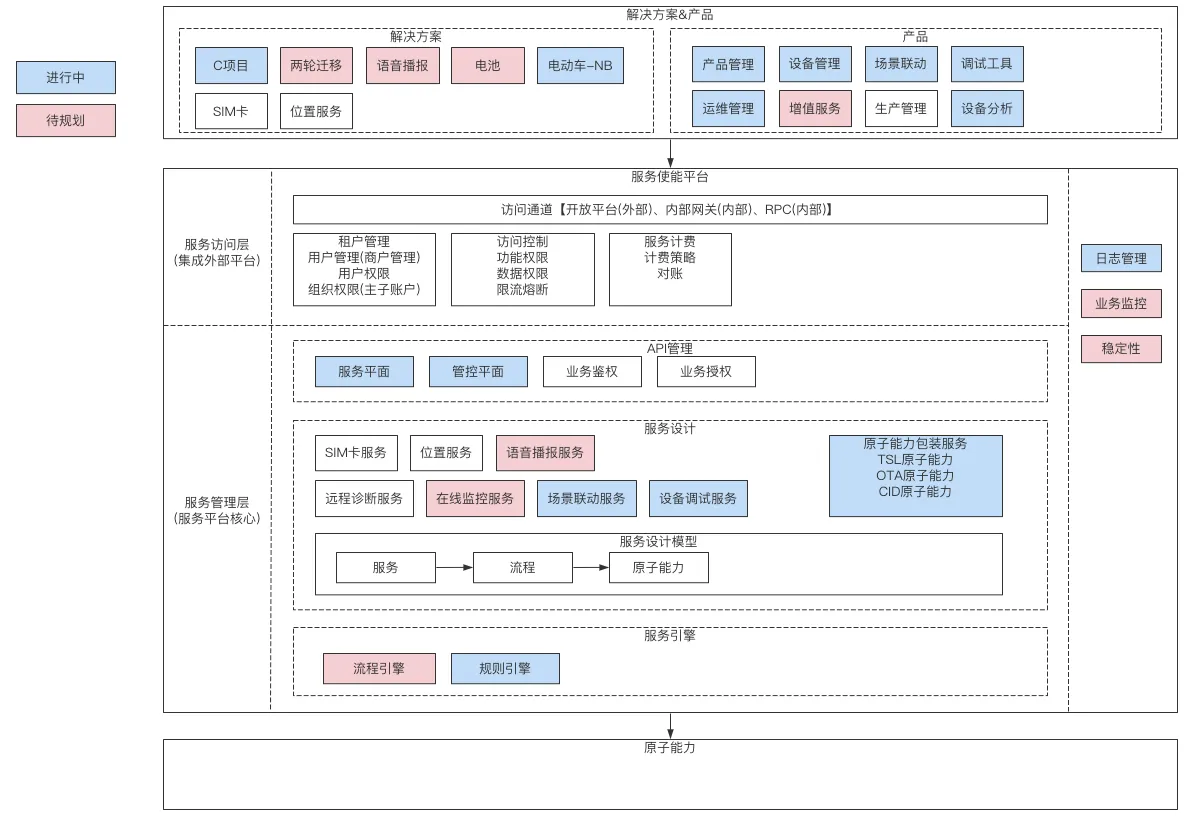 解决方案&产品
解决方案
产品
进行中
待规划
C项目
两轮迁移
语音播报
电池
电动车-NB
SIM卡
位置服务
产品管理
设备管理
场景联动
调试工具
运维管理
增值服务
生产管理
设备分析
服务使能平台
服务访问层
(集成外部平台)
访问通道【开放平台(外部)、内部网关(内部)、RPC(内部)】
租户管理
用户管理(商户管理)
用户权限
组织权限(主子账户)
访问控制
功能权限
数据权限
限流熔断
服务计费
计费策略
对账
日志管理
业务监控
稳定性
服务管理层
(服务平台核心)
API管理
服务平面
管控平面
业务鉴权
业务授权
服务设计
SIM卡服务
位置服务
语音播报服务
远程诊断服务
在线监控服务
场景联动服务
设备调试服务
原子能力包装服务
TSL原子能力
OTA原子能力
CID原子能力
服务设计模型
服务
流程
原子能力
服务引擎
流程引擎
规则引擎
原子能力